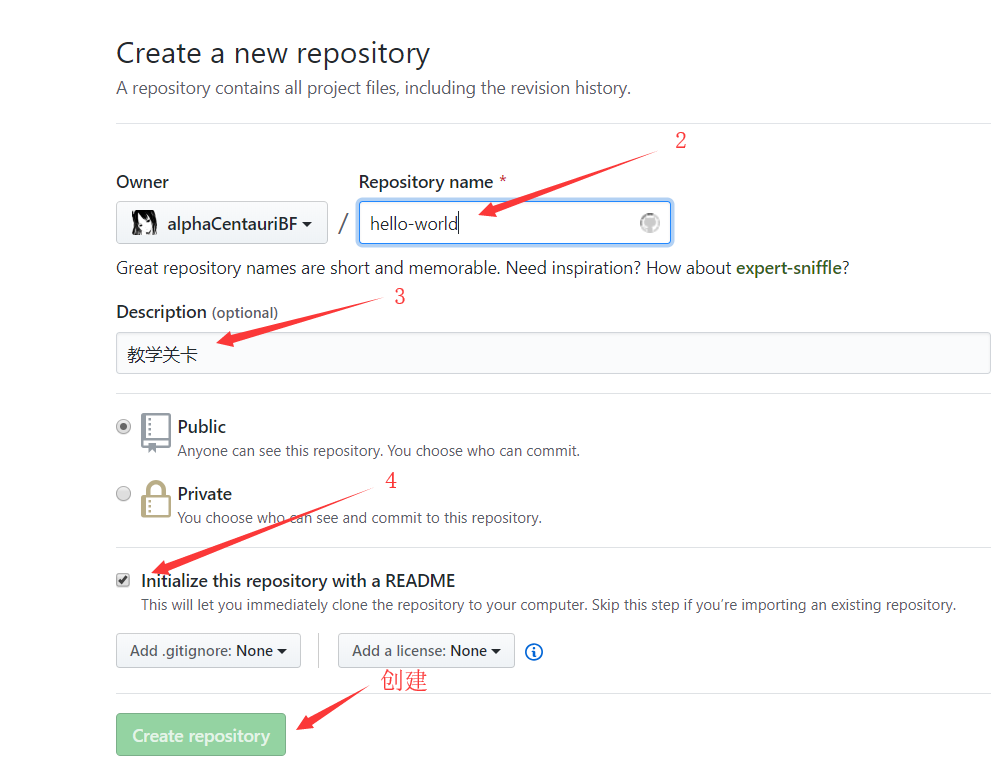 Create a new repository
A repository contains all project files, including the revision history.
2
Owner
Repository name *
alphaCentauriBF
/
hello-world
Great repository names are short and memorable. Need inspiration? How about expert-sniffle?
3
Description (optional)
教学关卡
Public
Anyone can see this repository. You choose who can commit.
4
Private
You choose who can see and commit to this repository.
Initialize this repository with a README
This will let you immediately clone the repository to your computer. Skip this step if you’re importing an existing repository.
Add .gitignore: None
Add a license: None
创建
Create repository